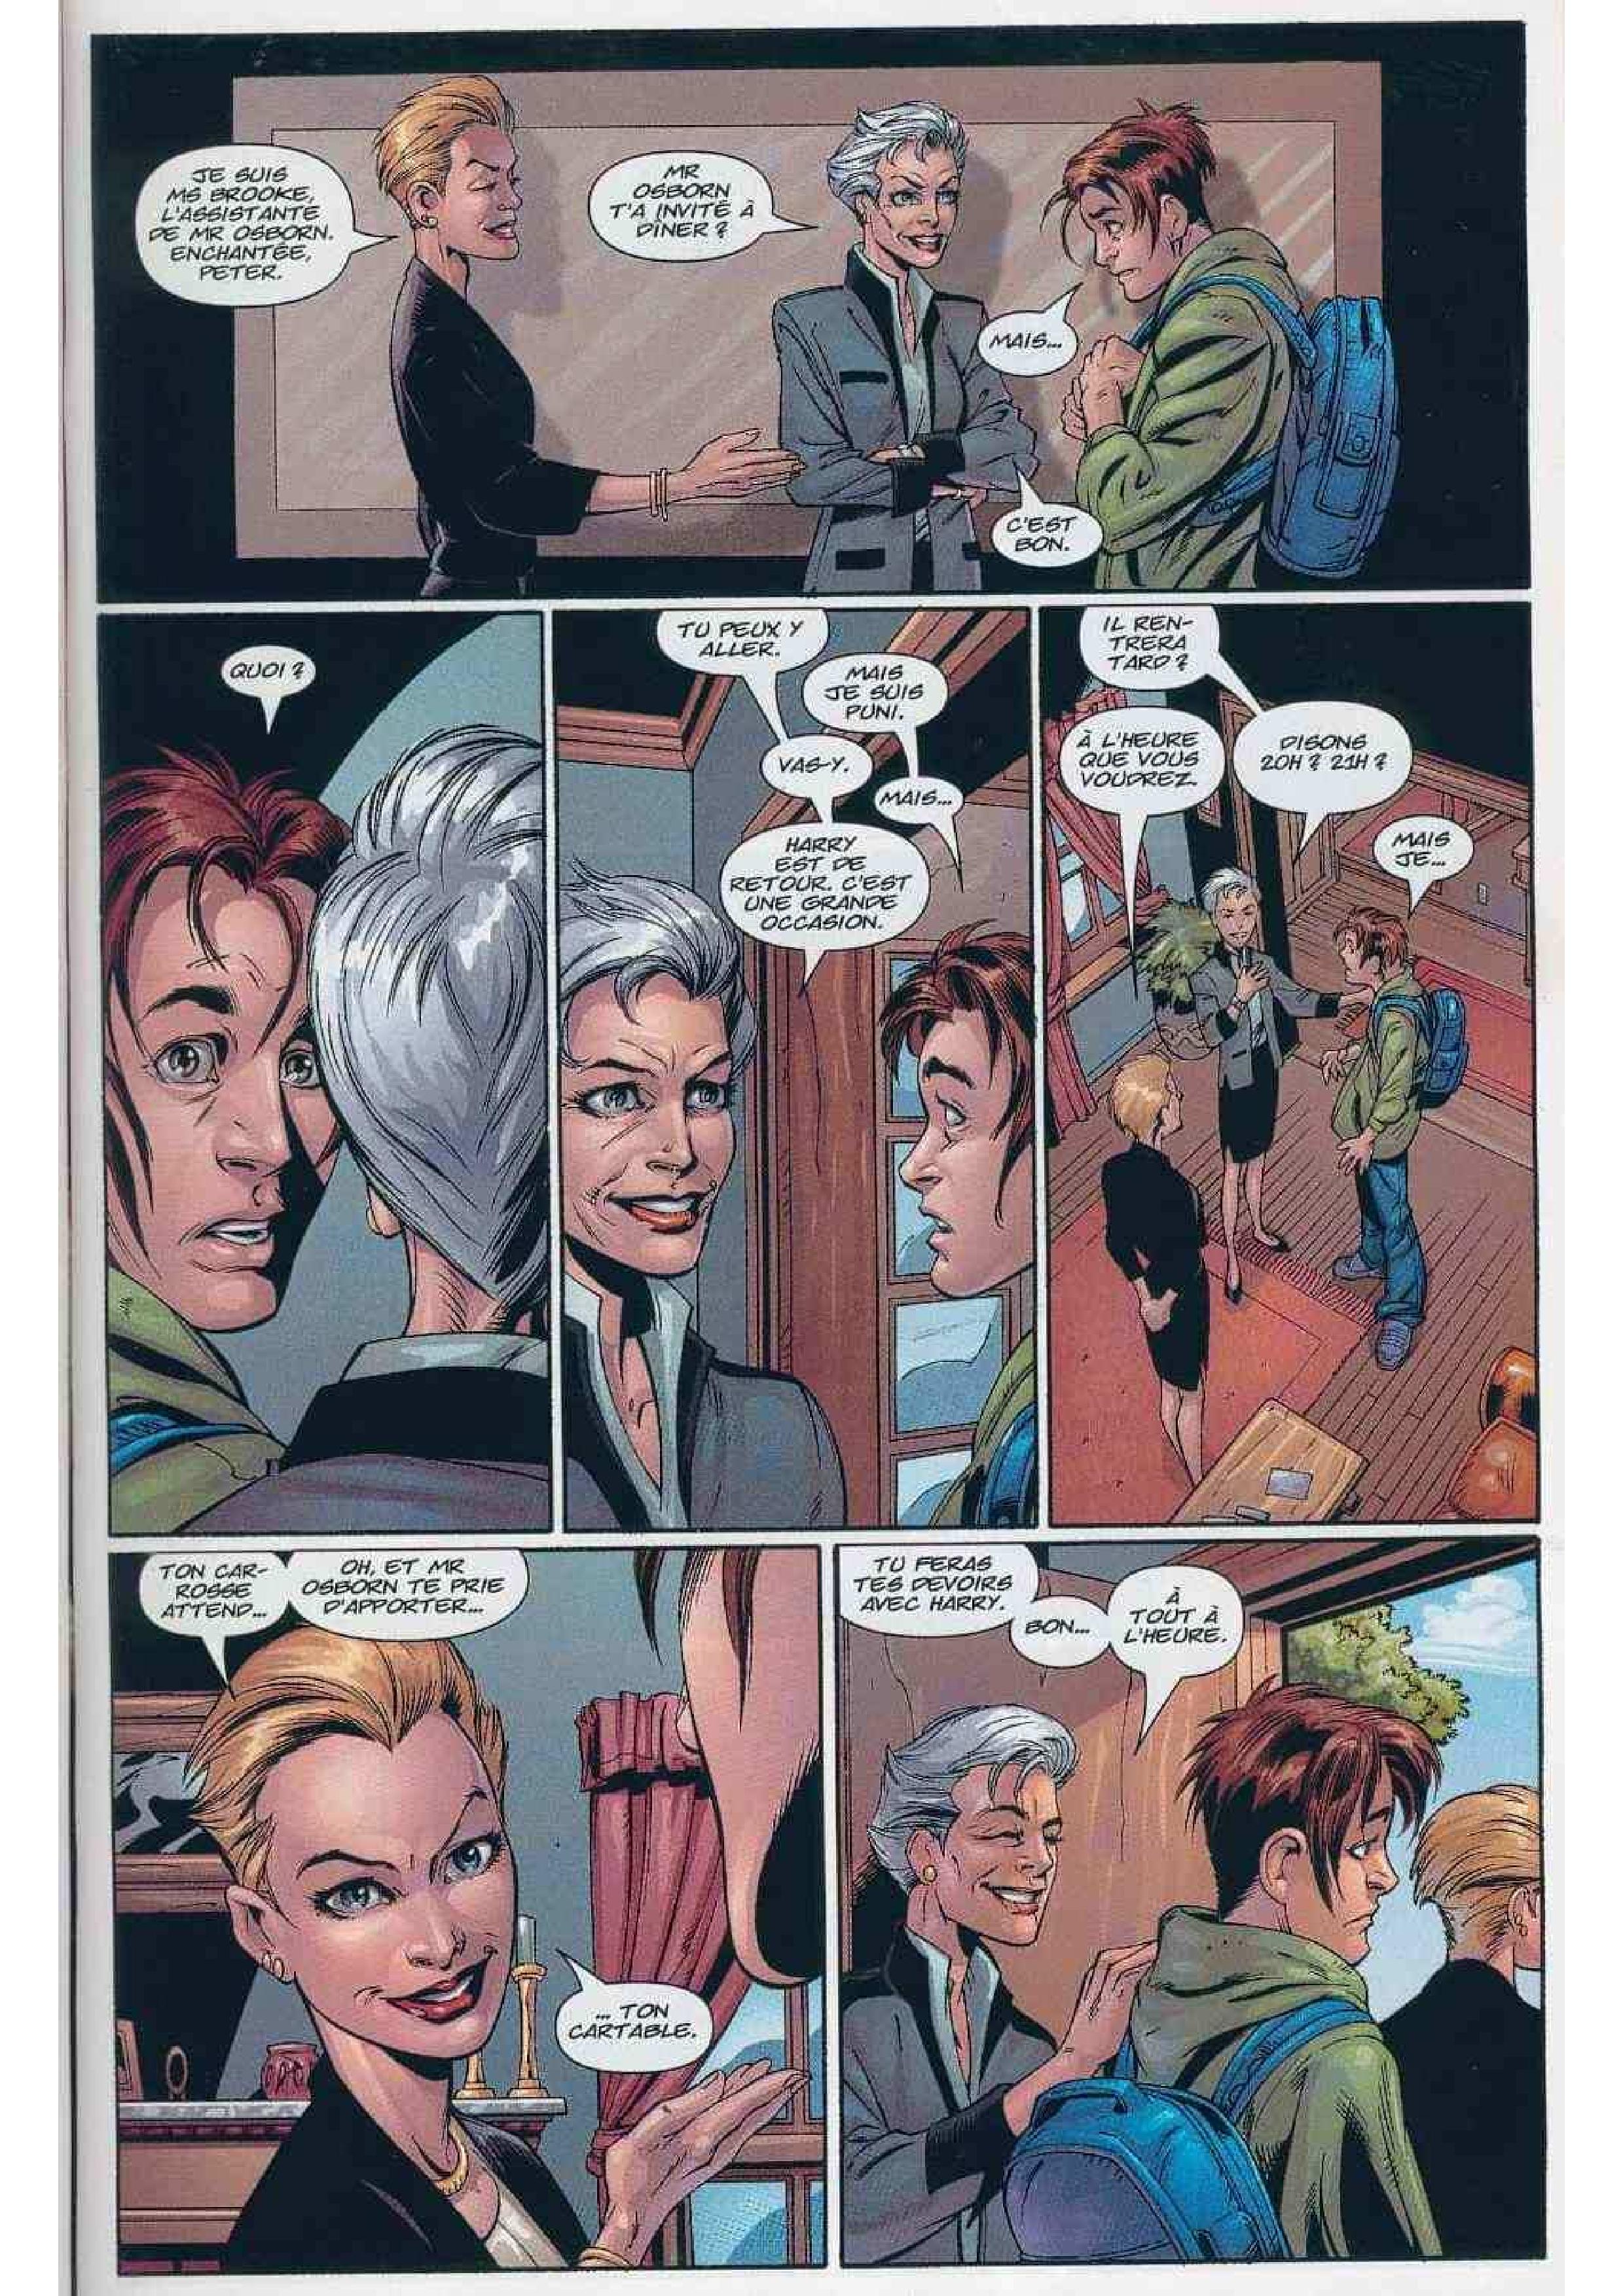 JE SUIS
MS BROOKE,
L'ASSISTANTE
DE MR OSBORN.
ENCHANTÉE,
PETER.
MR
OSBORN
T'A INVITÉ À
DÎNER ?
MAIS...
C'EST
BON.
QUOI ?
TU PEUX Y
ALLER.
MAIS
JE SUIS
PUNI.
VAS-Y.
MAIS...
HARRY
EST DE
RETOUR. C'EST
UNE GRANDE
OCCASION.
IL REN-
TRERA
TARD ?
À L'HEURE
QUE VOUS
VOUDREZ.
DISONS
20H ? 21H ?
MAIS
JE...
TON CAR-
ROSSE
ATTEND...
OH, ET MR
OSBORN TE PRIE
D'APPORTER...
... TON
CARTABLE.
TU FERAS
TES DEVOIRS
AVEC HARRY.
BON...
À
TOUT À
L'HEURE.